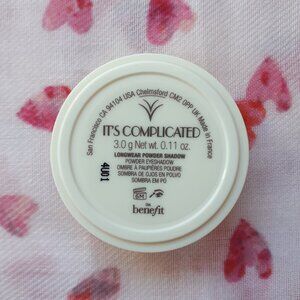 San Francisco CA 94104 USA Chelmsford CM2 0PP UK Made in France
IT'S COMPLICATED
3.0 g Net wt. 0.11 oz.
LONGWEAR POWDER SHADOW
POWDER EYESHADOW
OMBRE À PAUPIÈRES POUDRE
SOMBRA DE OJOS EN POLVO
SOMBRA EM PÓ
4U01
6M
benefit